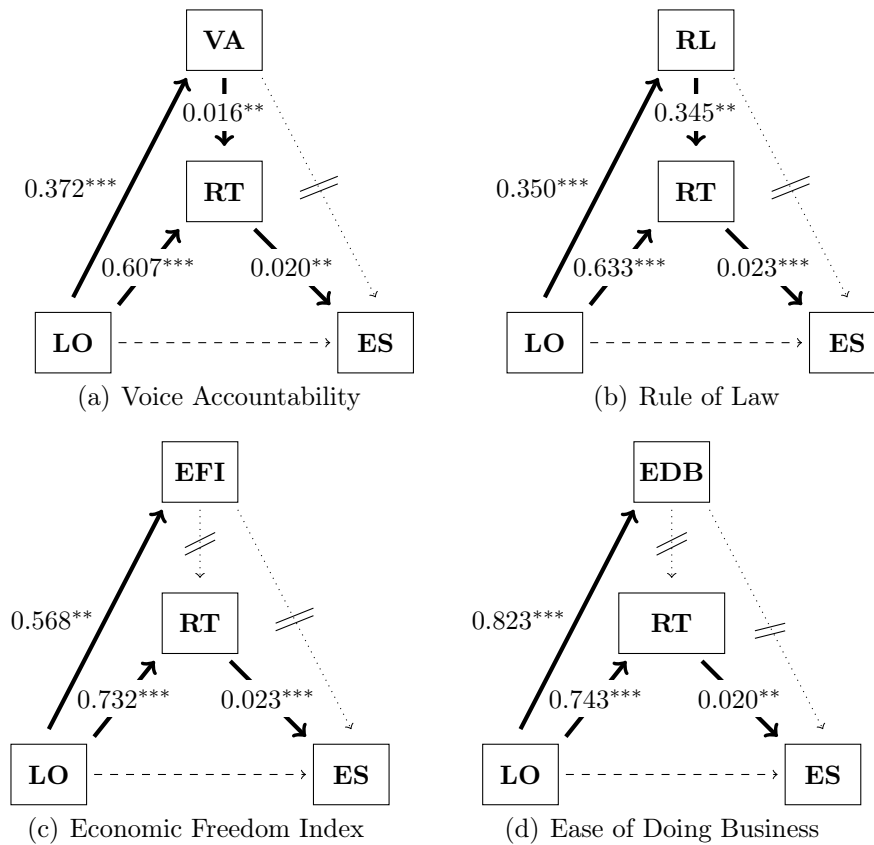 VA
RL
0.016**
0.345**
RT
RT
0.372***
0.350***
0.607***
0.020**
0.633***
0.023***
LO
ES
LO
ES
(a) Voice Accountability
(b) Rule of Law
EFI
EDB
RT
RT
0.568**
0.823***
0.732***
0.023***
0.743***
0.020**
LO
ES
LO
ES
(c) Economic Freedom Index
(d) Ease of Doing Business